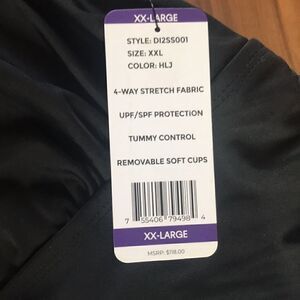 XX-LARGE
STYLE: DI2SS001
SIZE: XXL
COLOR: HLJ
4-WAY STRETCH FABRIC
UPF/SPF PROTECTION
TUMMY CONTROL
REMOVABLE SOFT CUPS
7 55406 79498 4
XX-LARGE
MSRP: $118.00